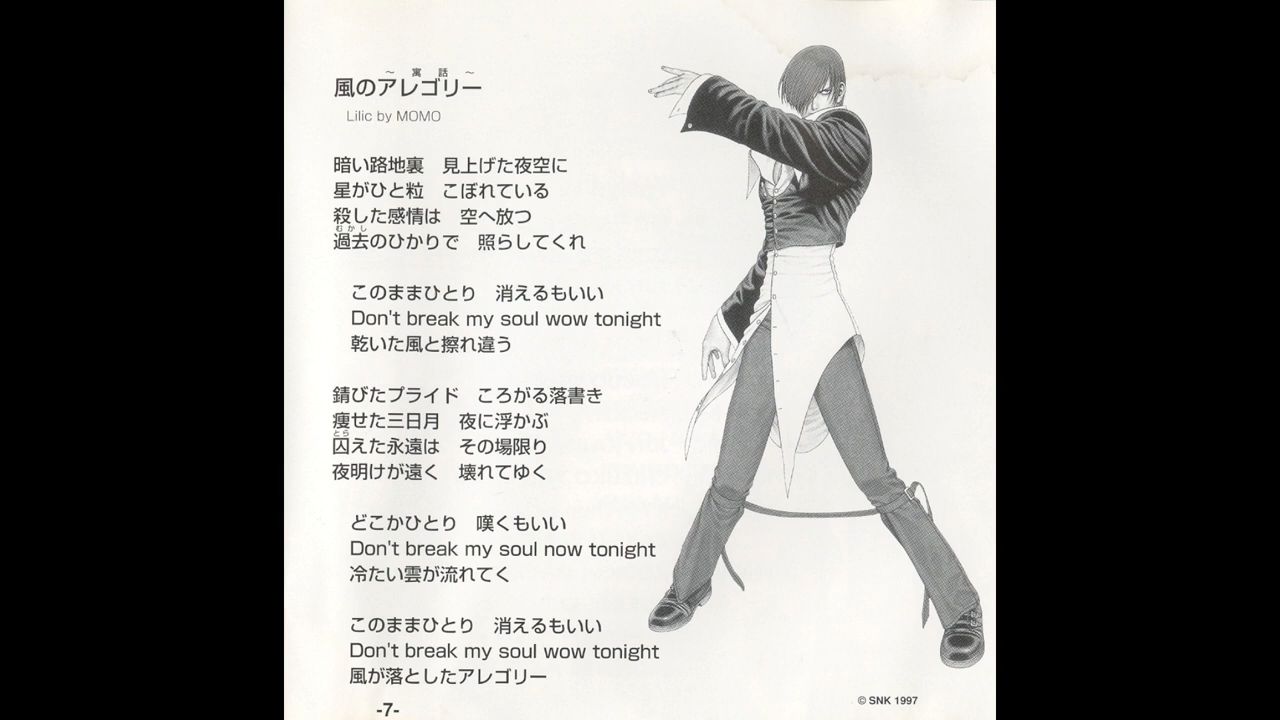 ～寓話～
風のアレゴリー
Lilic by MOMO
暗い路地裏　見上げた夜空に
星がひと粒　こぼれている
殺した感情は　空へ放つ
むかし
過去のひかりで　照らしてくれ
このままひとり　消えるもいい
Don't break my soul wow tonight
乾いた風と擦れ違う
錆びたプライド　ころがる落書き
痩せた三日月　夜に浮かぶ
とら
囚えた永遠は　その場限り
夜明けが遠く　壊れてゆく
どこかひとり　嘆くもいい
Don't break my soul now tonight
冷たい雲が流れてく
このままひとり　消えるもいい
Don't break my soul wow tonight
風が落としたアレゴリー
-7-
© SNK 1997